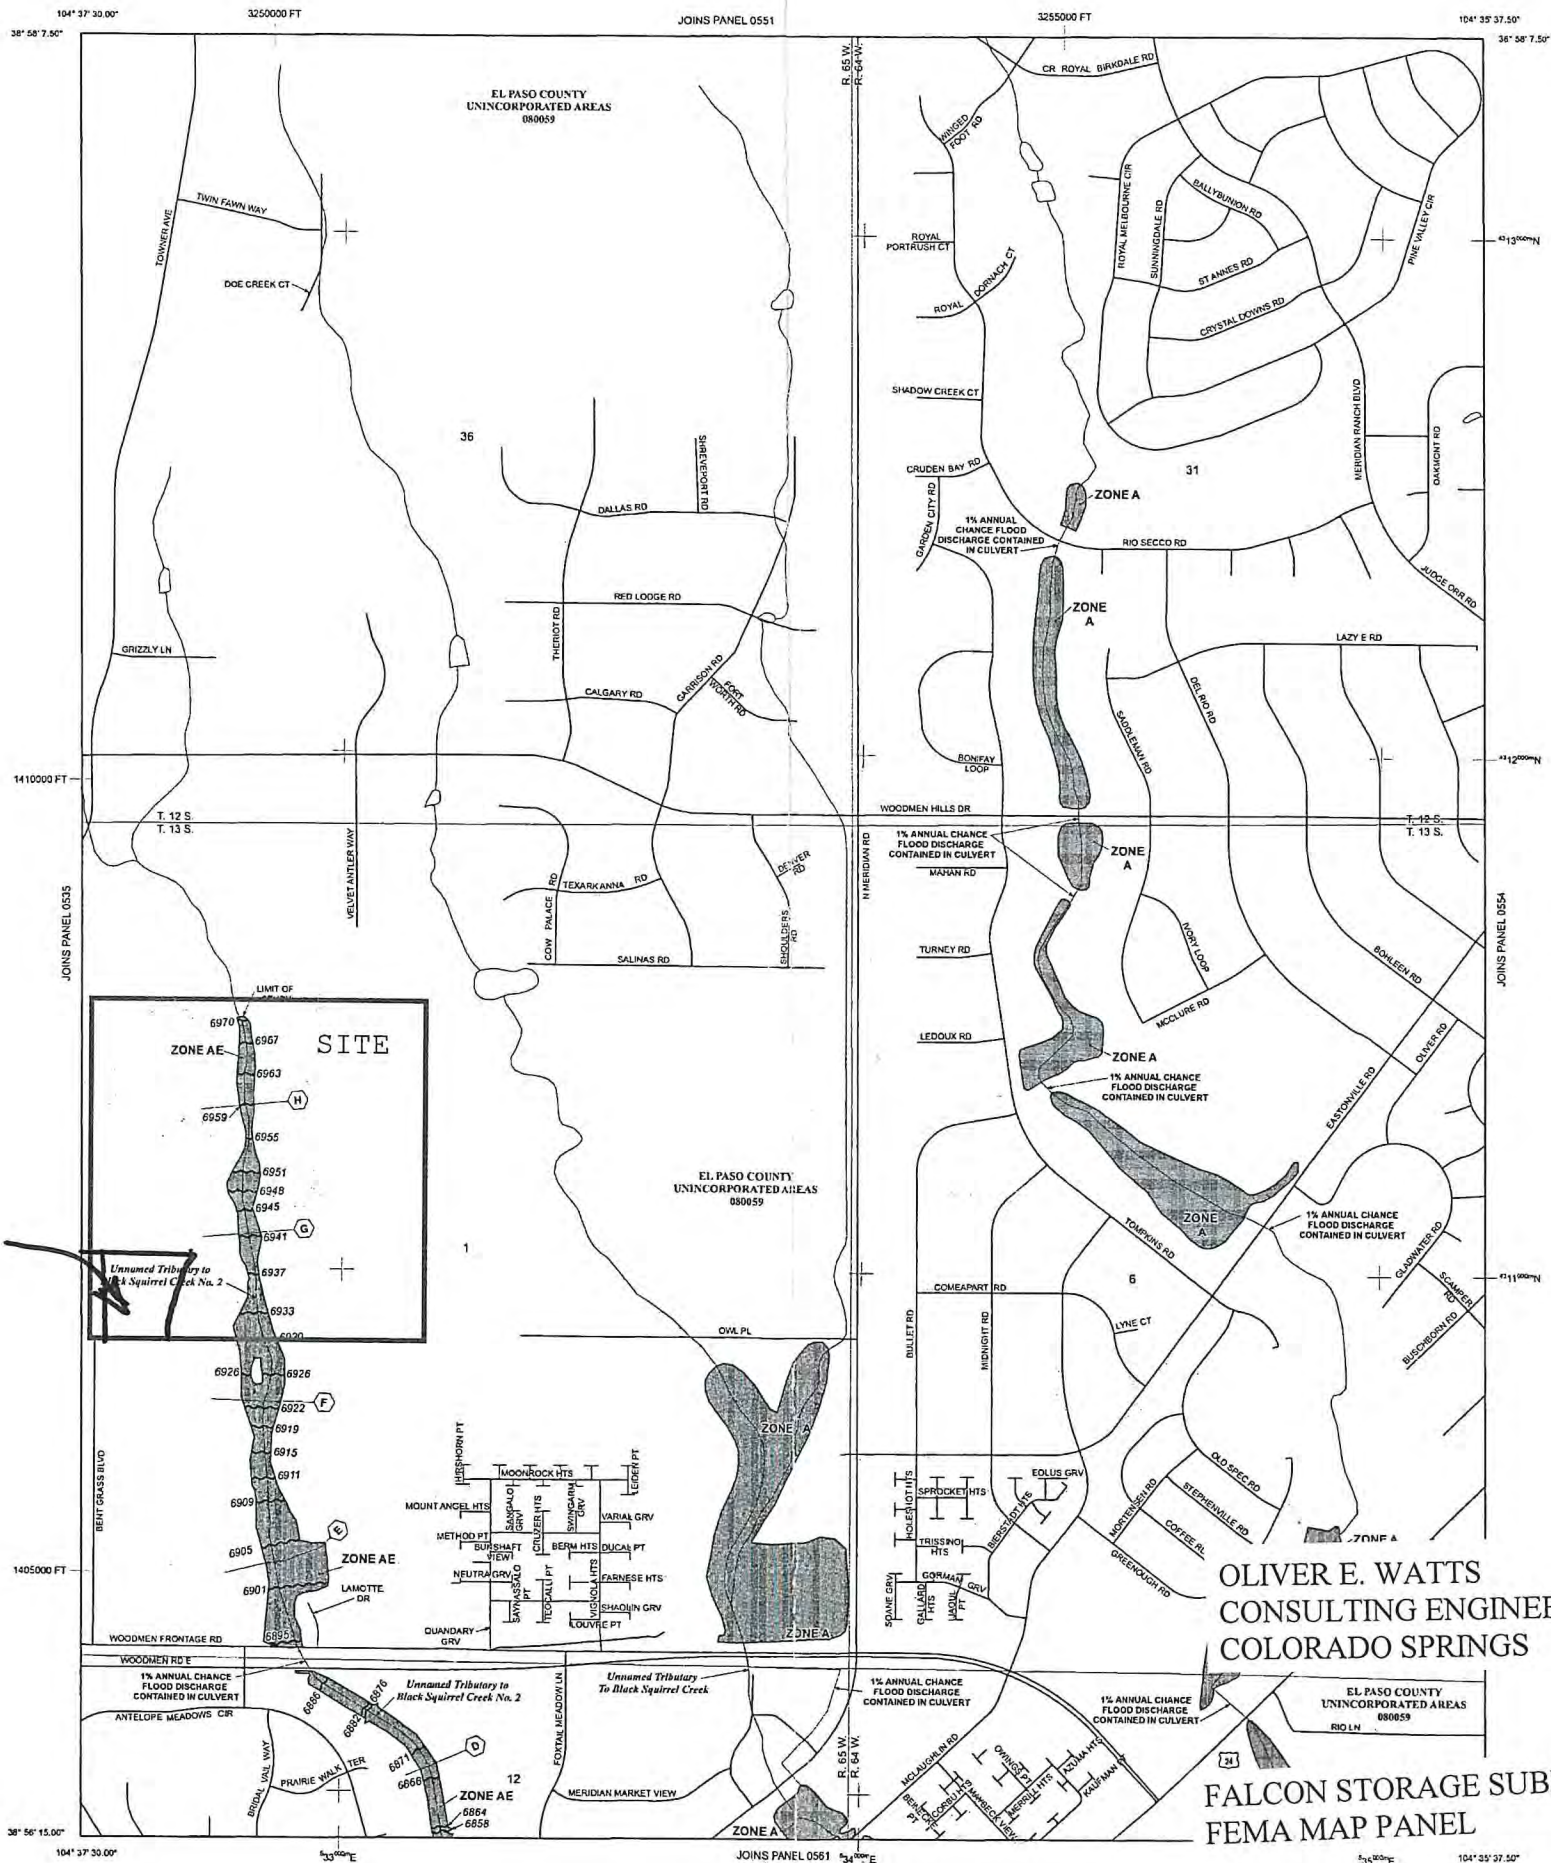 104° 37' 30.00"
3250000 FT
JOINS PANEL 0551
3255000 FT
104° 35' 37.50"
38° 58' 7.50"
36° 58' 7.50"
R. 65 W.
R. 64 W.
CR ROYAL BIRKDALE RD
EL PASO COUNTY
UNINCORPORATED AREAS
080059
WINGED
FOOT RD
TOWNER AVE
TWIN FAWN WAY
DOE CREEK CT
ROYAL
PORTRUSH CT
ROYAL DORNACH CT
ROYAL MELBOURNE CIR
SUNNINGDALE RD
BALLYBUNION RD
ST ANNES RD
CRYSTAL DOWNS RD
PINE VALLEY CIR
4313000mN
SHADOW CREEK CT
MERIDIAN RANCH BLVD
OAKMONT RD
36
SHREVEPORT RD
DALLAS RD
CRUDEN BAY RD
GARDEN CITY RD
31
ZONE A
1% ANNUAL
CHANCE FLOOD
DISCHARGE CONTAINED
IN CULVERT
RIO SECCO RD
JUDGE ORR RD
RED LODGE RD
THERIOT RD
ZONE
A
LAZY E RD
GRIZZLY LN
CALGARY RD
GARRISON RD
FORT
WORTH RD
SADDLEMAN RD
DEL RIO RD
BONIFAY
LOOP
4312000mN
1410000 FT
T. 12 S.
T. 13 S.
WOODMEN HILLS DR
T. 12 S.
T. 13 S.
VELVET ANTLER WAY
N MERIDIAN RD
1% ANNUAL CHANCE
FLOOD DISCHARGE
CONTAINED IN CULVERT
ZONE
A
MAHAN RD
DENVER
RD
TEXARKANNA RD
COW PALACE RD
SHOULDERS
RD
SALINAS RD
JOINS PANEL 0535
JOINS PANEL 0554
TURNEY RD
IVORY LOOP
BOHLEEN RD
MCCLURE RD
LIMIT OF
SITE
6970
ZONE AE
6967
6963
H
6959
6955
6951
6948
6945
G
6941
6937
Unnamed Tributary to
Black Squirrel Creek No. 2
6933
LEDOUX RD
ZONE A
1% ANNUAL CHANCE
FLOOD DISCHARGE
CONTAINED IN CULVERT
OLIVER RD
EASTONVILLE RD
EL PASO COUNTY
UNINCORPORATED AREAS
080059
1
TOMPKINS RD
ZONE
A
1% ANNUAL CHANCE
FLOOD DISCHARGE
CONTAINED IN CULVERT
GLADWATER RD
SCAMPER
RD
BUSCHBORN RD
4311000mN
COMEAPART RD
6
LYNE CT
BULLET RD
MIDNIGHT RD
OWL PL
6926
6926
F
6922
6919
6915
6911
6909
E
6905
ZONE AE
6901
LAMOTTE
DR
6895
BENT GRASS BLVD
1405000 FT
ZONE A
HIRSHORN PT
MOONROCK HTS
LEIDEN PT
MOUNT ANGEL HTS
SANGALO
GRV
CRUZER HTS
SWINGARM
GRV
VARIAL GRV
METHOD PT
BUSHAFT
VIEW
BERM HTS
DUCAL PT
NEUTRA GRV
SAYNASSALO
PT
TEOCALLI PT
VIGNOLA HTS
FARNESE HTS
SHAOLIN GRV
LOUVRE PT
QUANDARY
GRV
ZONE A
HOLESHOT HTS
SPROCKET HTS
EOLUS GRV
BIERSTADT HTS
TRISSINO
HTS
GORMAN GRV
SOANE GRV
GALLARD
HTS
OLD SPEC RD
MORTENSEN RD
STEPHENVILLE RD
COFFEE RL
GREENOUGH RD
ZONE A
OLIVER E. WATTS
CONSULTING ENGINEE
COLORADO SPRINGS
WOODMEN FRONTAGE RD
WOODMEN RD E
1% ANNUAL CHANCE
FLOOD DISCHARGE
CONTAINED IN CULVERT
ANTELOPE MEADOWS CIR
6886
6882
6876
Unnamed Tributary to
Black Squirrel Creek No. 2
6871
6866
D
12
ZONE AE
6864
6858
BRIDAL VAIL WAY
PRAIRIE WALK TER
FOXTAIL MEADOW LN
Unnamed Tributary
To Black Squirrel Creek
MERIDIAN MARKET VIEW
1% ANNUAL CHANCE
FLOOD DISCHARGE
CONTAINED IN CULVERT
R. 65 W.
R. 64 W.
ZONE A
MCLAUGHLIN RD
OWINGS PT
AZUMA HTS
MERRILL HTS
KAUFMAN
CORBU HTS
MAYBECK VIEW
1% ANNUAL CHANCE
FLOOD DISCHARGE
CONTAINED IN CULVERT
EL PASO COUNTY
UNINCORPORATED AREAS
080059
RIO LN
24
FALCON STORAGE SUB
FEMA MAP PANEL
38° 56' 15.00"
104° 37' 30.00"
533000mE
JOINS PANEL 0561
534000mE
535000mE
104° 35' 37.50"